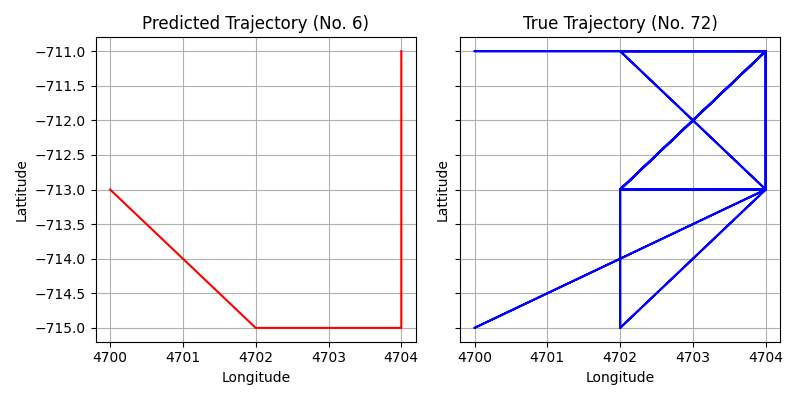 Predicted Trajectory (No. 6)
True Trajectory (No. 72)
−711.0
−711.5
−712.0
−712.5
−713.0
−713.5
−714.0
−714.5
−715.0
Lattitude
Lattitude
4700 4701 4702 4703 4704
4700 4701 4702 4703 4704
Longitude
Longitude